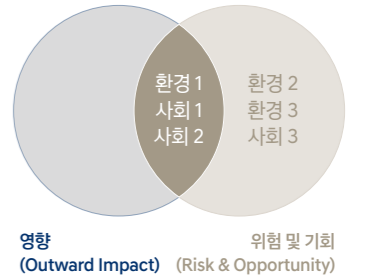 환경 1 환경 2
사회 1 환경 3
사회 2 사회 3
영향 위험 및 기회
(Outward Impact) (Risk & Opportunity)